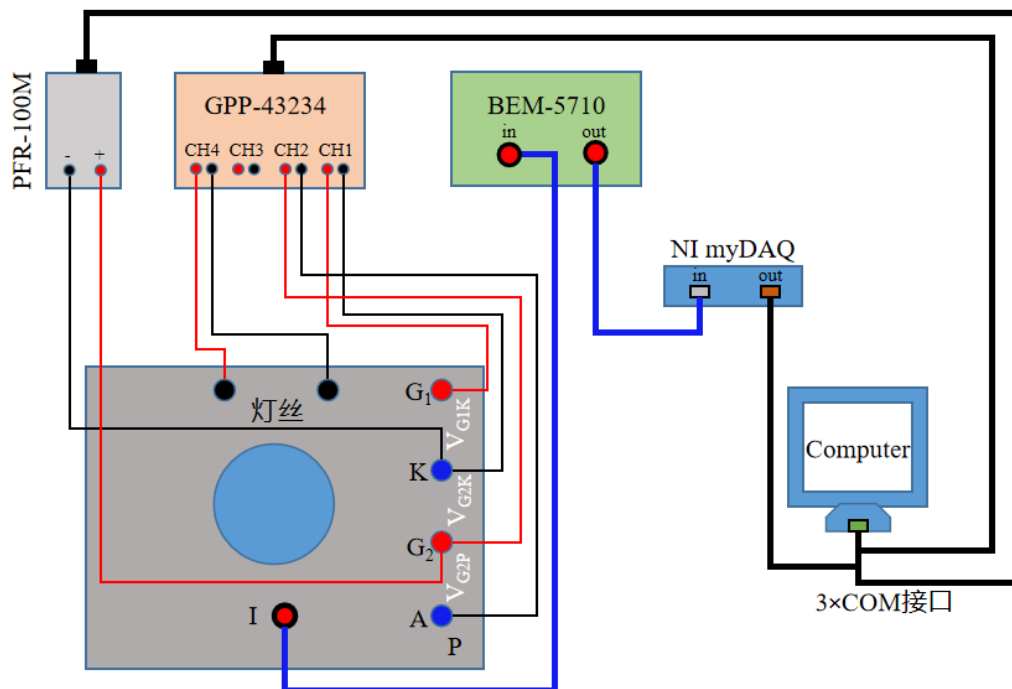 PFR-100M
- +
GPP-43234
CH4 CH3 CH2 CH1
BEM-5710
in out
NI myDAQ
in out
灯丝
G1
VG1K
K
VG2K
G2
VG2P
I
A
P
Computer
3×COM接口